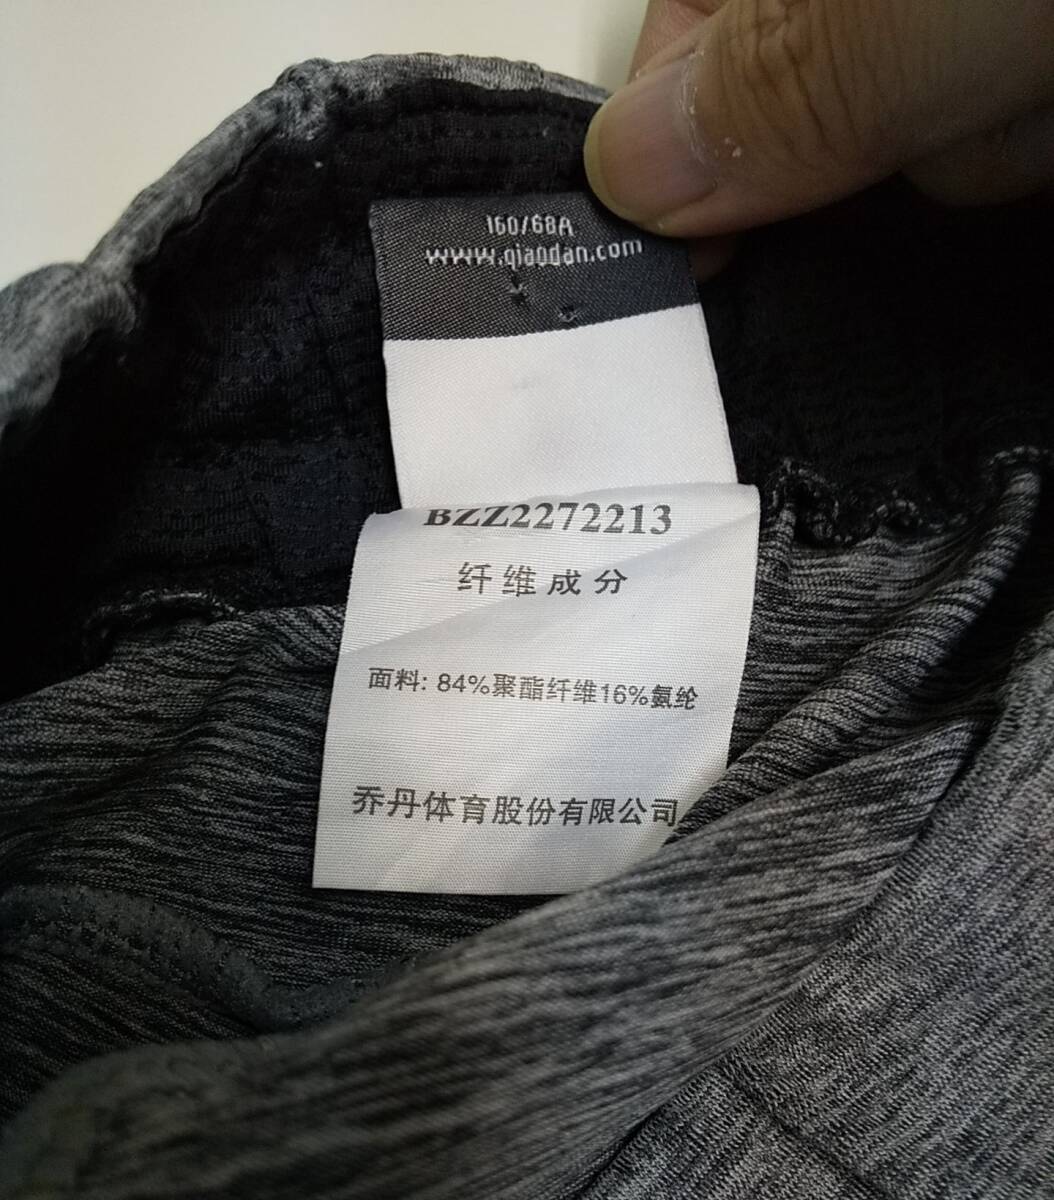 160/68A
www.qiaodan.com
BZZ2272213
纤维成分
面料: 84%聚酯纤维16%氨纶
乔丹体育股份有限公司